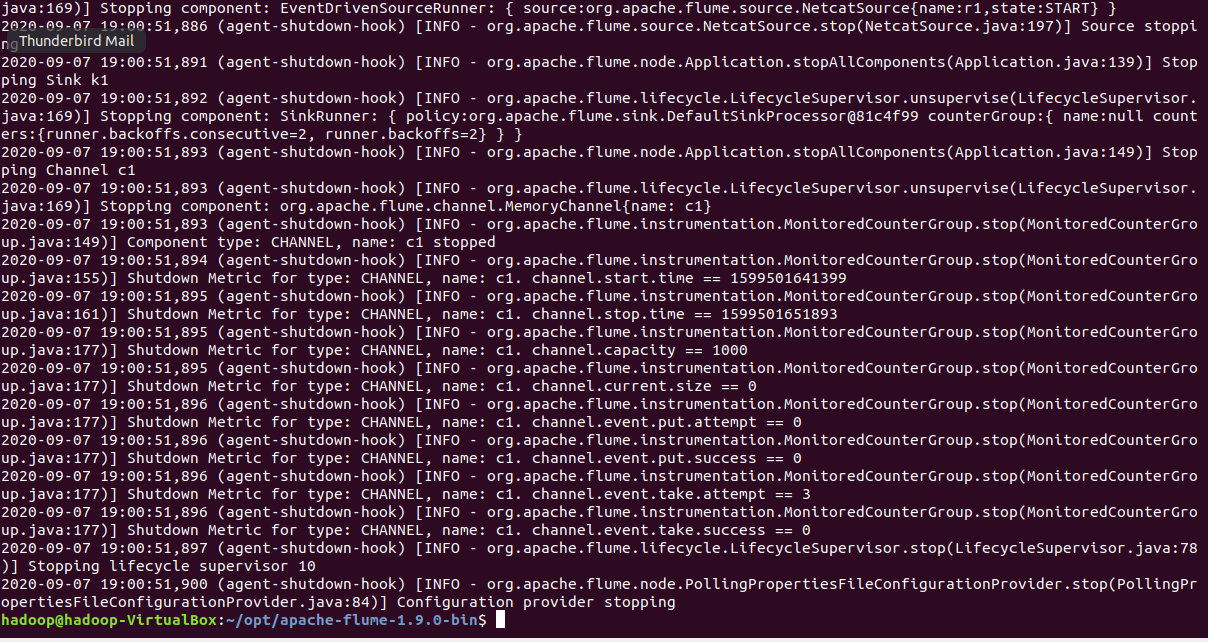 java:169)] Stopping component: EventDrivenSourceRunner: { source:org.apache.flume.source.NetcatSource{name:r1,state:START} }
2020-09-07 19:00:51,886 (agent-shutdown-hook) [INFO - org.apache.flume.source.NetcatSource.stop(NetcatSource.java:197)] Source stoppi
ng
Thunderbird Mail
2020-09-07 19:00:51,891 (agent-shutdown-hook) [INFO - org.apache.flume.node.Application.stopAllComponents(Application.java:139)] Stop
ping Sink k1
2020-09-07 19:00:51,892 (agent-shutdown-hook) [INFO - org.apache.flume.lifecycle.LifecycleSupervisor.unsupervise(LifecycleSupervisor.
java:169)] Stopping component: SinkRunner: { policy:org.apache.flume.sink.DefaultSinkProcessor@81c4f99 counterGroup:{ name:null count
ers:{runner.backoffs.consecutive=2, runner.backoffs=2} } }
2020-09-07 19:00:51,893 (agent-shutdown-hook) [INFO - org.apache.flume.node.Application.stopAllComponents(Application.java:149)] Stop
ping Channel c1
2020-09-07 19:00:51,893 (agent-shutdown-hook) [INFO - org.apache.flume.lifecycle.LifecycleSupervisor.unsupervise(LifecycleSupervisor.
java:169)] Stopping component: org.apache.flume.channel.MemoryChannel{name: c1}
2020-09-07 19:00:51,893 (agent-shutdown-hook) [INFO - org.apache.flume.instrumentation.MonitoredCounterGroup.stop(MonitoredCounterGro
up.java:149)] Component type: CHANNEL, name: c1 stopped
2020-09-07 19:00:51,894 (agent-shutdown-hook) [INFO - org.apache.flume.instrumentation.MonitoredCounterGroup.stop(MonitoredCounterGro
up.java:155)] Shutdown Metric for type: CHANNEL, name: c1. channel.start.time == 1599501641399
2020-09-07 19:00:51,895 (agent-shutdown-hook) [INFO - org.apache.flume.instrumentation.MonitoredCounterGroup.stop(MonitoredCounterGro
up.java:161)] Shutdown Metric for type: CHANNEL, name: c1. channel.stop.time == 1599501651893
2020-09-07 19:00:51,895 (agent-shutdown-hook) [INFO - org.apache.flume.instrumentation.MonitoredCounterGroup.stop(MonitoredCounterGro
up.java:177)] Shutdown Metric for type: CHANNEL, name: c1. channel.capacity == 1000
2020-09-07 19:00:51,895 (agent-shutdown-hook) [INFO - org.apache.flume.instrumentation.MonitoredCounterGroup.stop(MonitoredCounterGro
up.java:177)] Shutdown Metric for type: CHANNEL, name: c1. channel.current.size == 0
2020-09-07 19:00:51,896 (agent-shutdown-hook) [INFO - org.apache.flume.instrumentation.MonitoredCounterGroup.stop(MonitoredCounterGro
up.java:177)] Shutdown Metric for type: CHANNEL, name: c1. channel.event.put.attempt == 0
2020-09-07 19:00:51,896 (agent-shutdown-hook) [INFO - org.apache.flume.instrumentation.MonitoredCounterGroup.stop(MonitoredCounterGro
up.java:177)] Shutdown Metric for type: CHANNEL, name: c1. channel.event.put.success == 0
2020-09-07 19:00:51,896 (agent-shutdown-hook) [INFO - org.apache.flume.instrumentation.MonitoredCounterGroup.stop(MonitoredCounterGro
up.java:177)] Shutdown Metric for type: CHANNEL, name: c1. channel.event.take.attempt == 3
2020-09-07 19:00:51,896 (agent-shutdown-hook) [INFO - org.apache.flume.instrumentation.MonitoredCounterGroup.stop(MonitoredCounterGro
up.java:177)] Shutdown Metric for type: CHANNEL, name: c1. channel.event.take.success == 0
2020-09-07 19:00:51,897 (agent-shutdown-hook) [INFO - org.apache.flume.lifecycle.LifecycleSupervisor.stop(LifecycleSupervisor.java:78
)] Stopping lifecycle supervisor 10
2020-09-07 19:00:51,900 (agent-shutdown-hook) [INFO - org.apache.flume.node.PollingPropertiesFileConfigurationProvider.stop(PollingPr
opertiesFileConfigurationProvider.java:84)] Configuration provider stopping
hadoop@hadoop-VirtualBox:~/opt/apache-flume-1.9.0-bin$